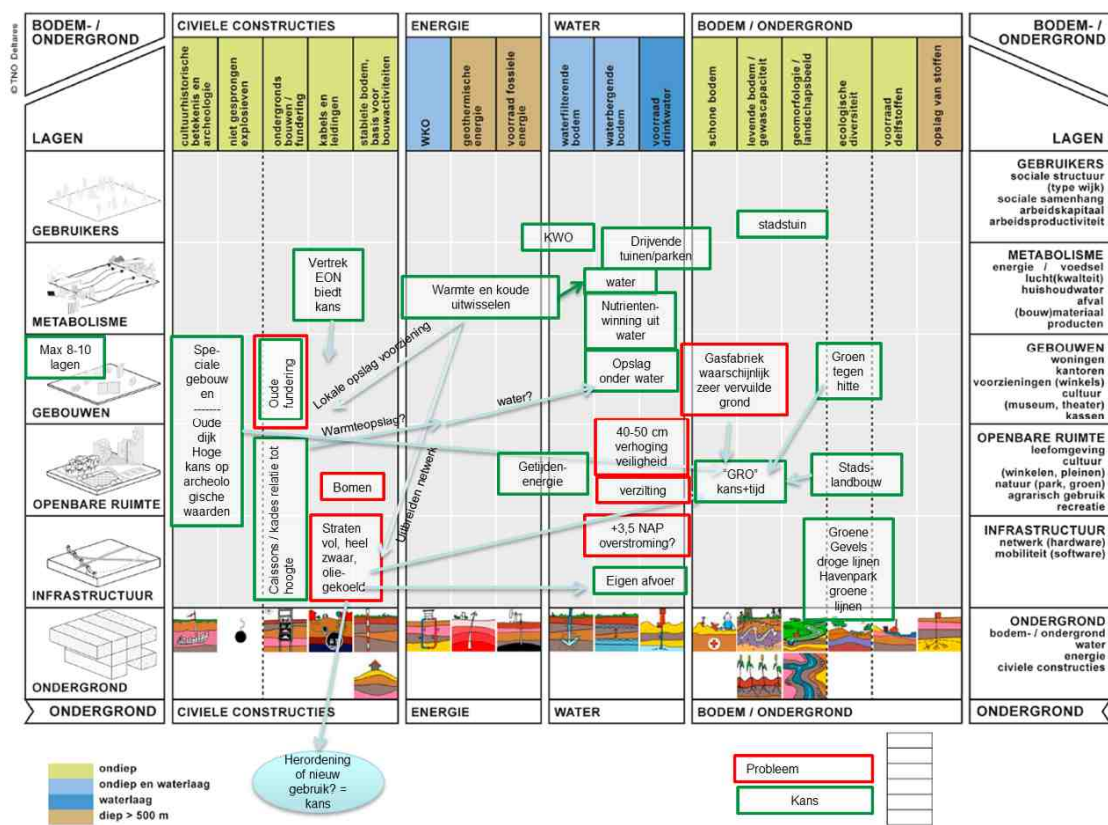 © TNO Deltares
BODEM- /
ONDERGROND
LAGEN
CIVIELE CONSTRUCTIES
cultuurhistorische
betekenis en
archeologie
niet gesprongen
explosieven
ondergronds
bouwen /
fundering
kabels en
leidingen
stabiele bodem,
basis voor
bouwactiviteiten
ENERGIE
WKO
geothermische
energie
voorraad fossiele
energie
WATER
waterfilterende
bodem
waterbergende
bodem
voorraad
drinkwater
BODEM / ONDERGROND
schone bodem
levende bodem /
gewascapaciteit
geomorfologie /
landschapsbeeld
ecologische
diversiteit
voorraad
delfstoffen
opslag van stoffen
BODEM- /
ONDERGROND
LAGEN
GEBRUIKERS
METABOLISME
Max 8-10
lagen
GEBOUWEN
OPENBARE RUIMTE
INFRASTRUCTUUR
ONDERGROND
Spe-
ciale
gebouw
en
-------
Oude
dijk
Hoge
kans op
archeolo
gische
waarden
Oude
fundering
Caissons / kades relatie tot
hoogte
Vertrek
EON
biedt
kans
Bomen
Straten
vol, heel
zwaar,
olie-
gekoeld
Lokale opslag voorziening
Warmteopslag?
water?
Uitbreiden netwerk
Warmte en koude
uitwisselen
KWO
Drijvende
tuinen/parken
water
Nutrienten-
winning uit
water
Opslag
onder water
40-50 cm
verhoging
veiligheid
Getijden-
energie
verzilting
+3,5 NAP
overstroming?
Eigen afvoer
stadstuin
Gasfabriek
waarschijnlijk
zeer vervuilde
grond
Groen
tegen
hitte
"GRO"
kans+tijd
Stads-
landbouw
Groene
Gevels
droge lijnen
Havenpark
groene
lijnen
GEBRUIKERS
sociale structuur
(type wijk)
sociale samenhang
arbeidskapitaal
arbeidsproductiviteit
METABOLISME
energie / voedsel
lucht(kwalteit)
huishoudwater
afval
(bouw)materiaal
producten
GEBOUWEN
woningen
kantoren
voorzieningen (winkels)
cultuur
(museum, theater)
kassen
OPENBARE RUIMTE
leefomgeving
cultuur
(winkelen, pleinen)
natuur (park, groen)
agrarisch gebruik
recreatie
INFRASTRUCTUUR
netwerk (hardware)
mobiliteit (software)
ONDERGROND
bodem- / ondergrond
water
energie
civiele constructies
ONDERGROND
CIVIELE CONSTRUCTIES
ENERGIE
WATER
BODEM / ONDERGROND
ONDERGROND
ondiep
ondiep en waterlaag
waterlaag
diep > 500 m
Herordening
of nieuw
gebruik? =
kans
Probleem
Kans